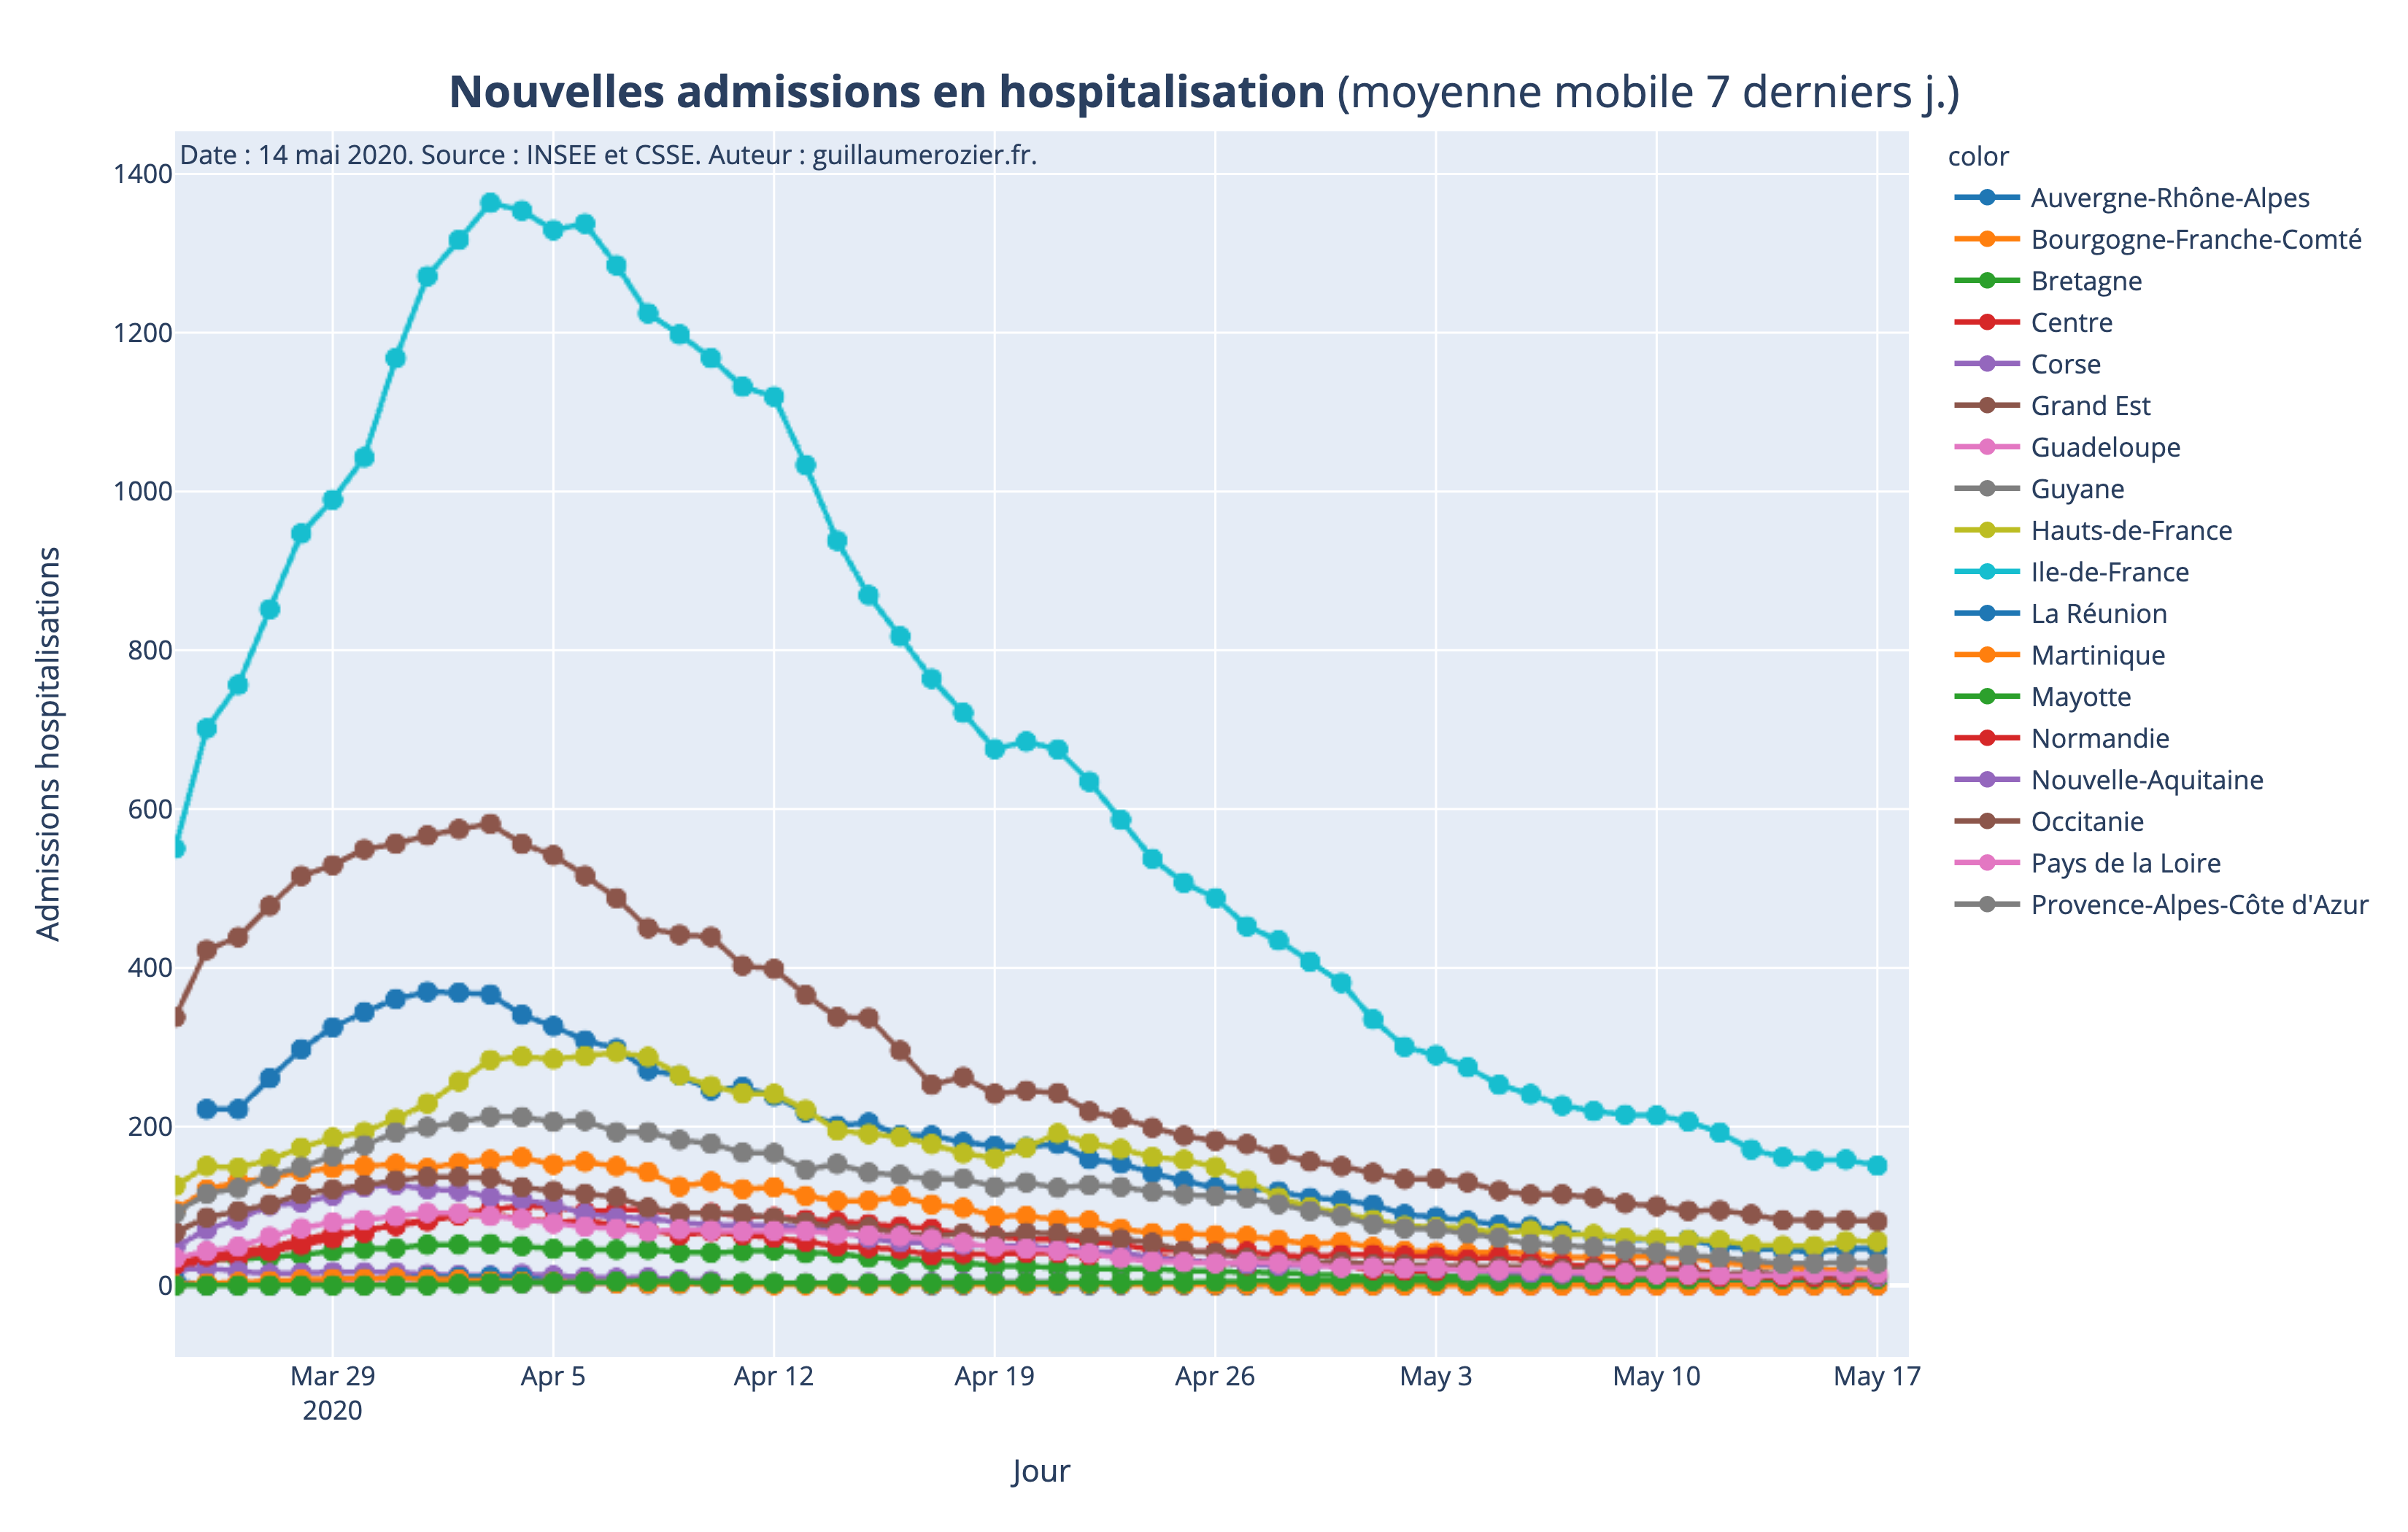 Nouvelles admissions en hospitalisation (moyenne mobile 7 derniers j.)
Date : 14 mai 2020. Source : INSEE et CSSE. Auteur : guillaumerozier.fr.
Admissions hospitalisations
1400
1200
1000
800
600
400
200
0
Mar 29
2020
Apr 5
Apr 12
Apr 19
Apr 26
May 3
May 10
May 17
Jour
color
Auvergne-Rhône-Alpes
Bourgogne-Franche-Comté
Bretagne
Centre
Corse
Grand Est
Guadeloupe
Guyane
Hauts-de-France
Ile-de-France
La Réunion
Martinique
Mayotte
Normandie
Nouvelle-Aquitaine
Occitanie
Pays de la Loire
Provence-Alpes-Côte d'Azur